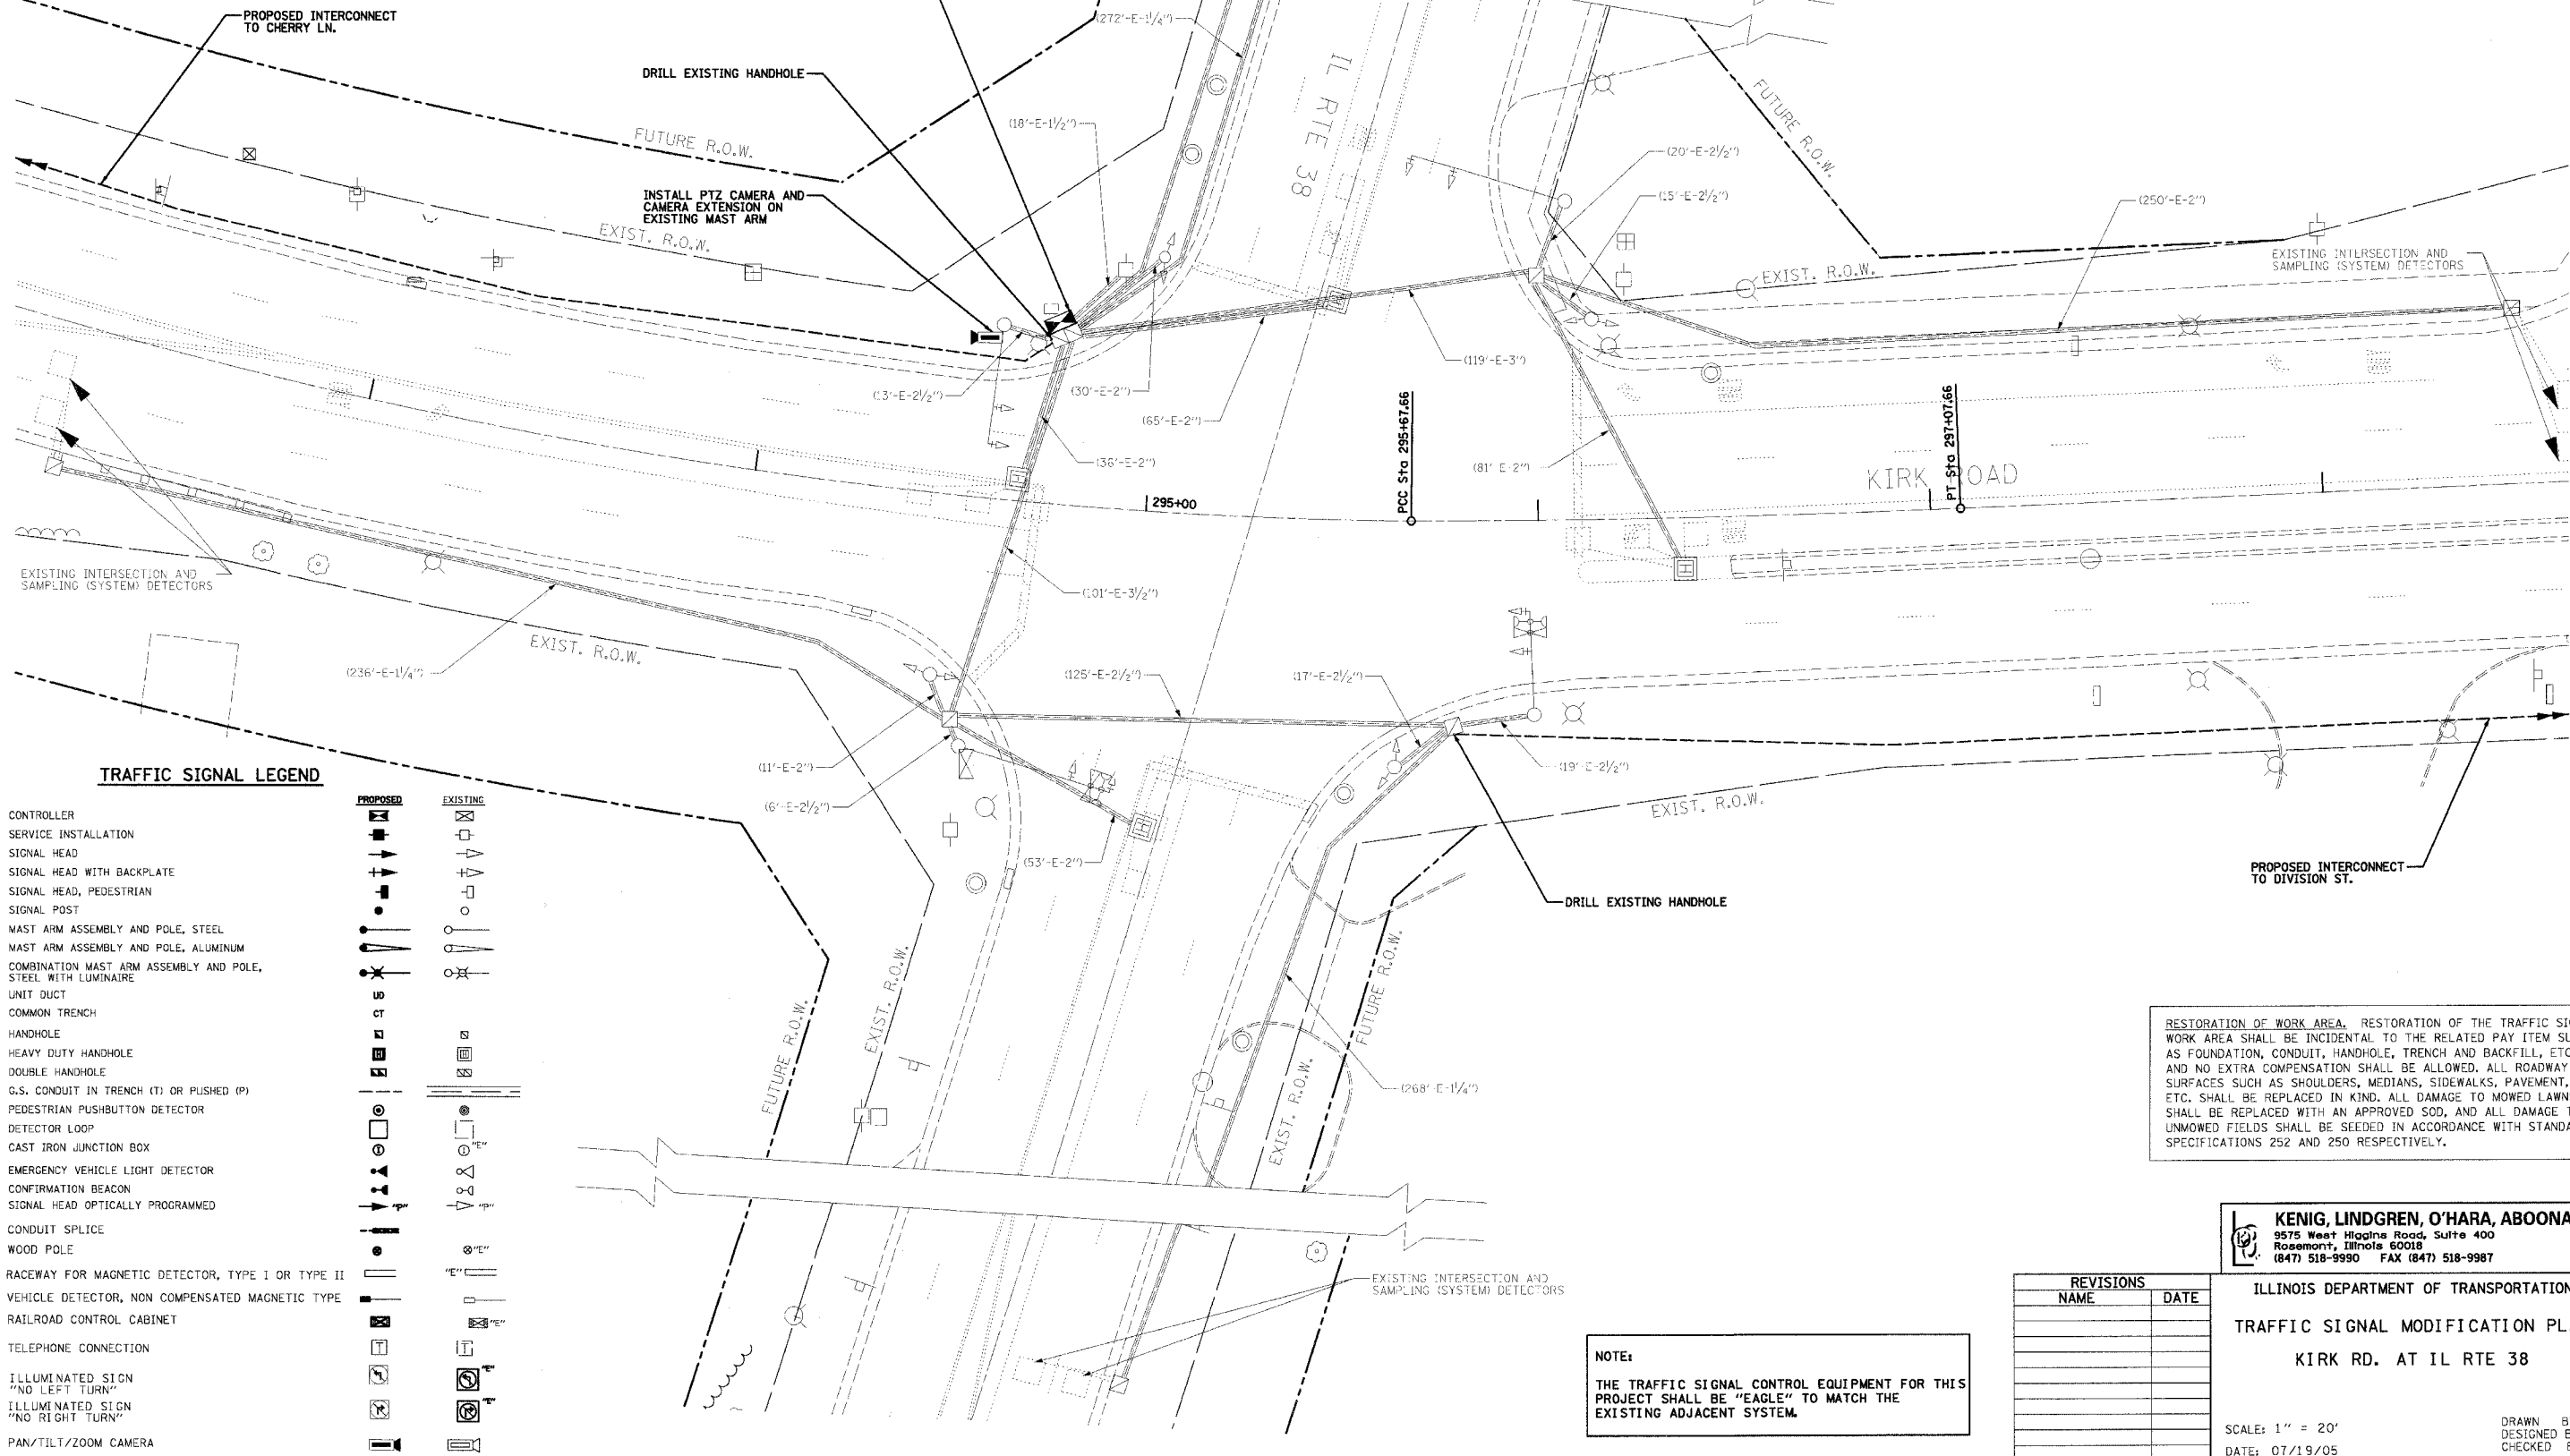 PROPOSED INTERCONNECT
TO CHERRY LN.
(272'-E-1¼")
DRILL EXISTING HANDHOLE
IL RTE 38
FUTURE R.O.W.
(18'-E-1½")
FUTURE R.O.W.
(20'-E-2½")
INSTALL PTZ CAMERA AND
CAMERA EXTENSION ON
EXISTING MAST ARM
(15'-E-2½")
(250'-E-2")
EXIST. R.O.W.
EXISTING INTERSECTION AND
SAMPLING (SYSTEM) DETECTORS
EXIST. R.O.W.
(119'-E-3")
(13'-E-2½")
(30'-E-2")
(65'-E-2")
(36'-E-2")
PCC Sta 295+67.66
(81' E-2")
PT Sta 297+07.66
KIRK ROAD
295+00
EXISTING INTERSECTION AND
SAMPLING (SYSTEM) DETECTORS
(101'-E-3½")
EXIST. R.O.W.
(236'-E-1¼")
(125'-E-2½")
(17'-E-2½")
(11'-E-2")
(19'-E-2½")
(6'-E-2½")
EXIST. R.O.W.
(53'-E-2")
PROPOSED INTERCONNECT
TO DIVISION ST.
DRILL EXISTING HANDHOLE
FUTURE R.O.W.
EXIST. R.O.W.
FUTURE R.O.W.
EXIST. R.O.W.
(268'-E-1¼")
EXISTING INTERSECTION AND
SAMPLING (SYSTEM) DETECTORS
TRAFFIC SIGNAL LEGEND
PROPOSED EXISTING
CONTROLLER
SERVICE INSTALLATION
SIGNAL HEAD
SIGNAL HEAD WITH BACKPLATE
SIGNAL HEAD, PEDESTRIAN
SIGNAL POST
MAST ARM ASSEMBLY AND POLE, STEEL
MAST ARM ASSEMBLY AND POLE, ALUMINUM
COMBINATION MAST ARM ASSEMBLY AND POLE,
STEEL WITH LUMINAIRE
UNIT DUCT UD
COMMON TRENCH CT
HANDHOLE
HEAVY DUTY HANDHOLE H H
DOUBLE HANDHOLE
G.S. CONDUIT IN TRENCH (T) OR PUSHED (P)
PEDESTRIAN PUSHBUTTON DETECTOR
DETECTOR LOOP
CAST IRON JUNCTION BOX "E"
EMERGENCY VEHICLE LIGHT DETECTOR
CONFIRMATION BEACON
SIGNAL HEAD OPTICALLY PROGRAMMED "P" "P"
CONDUIT SPLICE
WOOD POLE "E"
RACEWAY FOR MAGNETIC DETECTOR, TYPE I OR TYPE II "E"
VEHICLE DETECTOR, NON COMPENSATED MAGNETIC TYPE
RAILROAD CONTROL CABINET "E"
TELEPHONE CONNECTION T T
ILLUMINATED SIGN "E"
"NO LEFT TURN"
ILLUMINATED SIGN "E"
"NO RIGHT TURN"
PAN/TILT/ZOOM CAMERA
NOTE:
THE TRAFFIC SIGNAL CONTROL EQUIPMENT FOR THIS
PROJECT SHALL BE "EAGLE" TO MATCH THE
EXISTING ADJACENT SYSTEM.
RESTORATION OF WORK AREA. RESTORATION OF THE TRAFFIC SI
WORK AREA SHALL BE INCIDENTAL TO THE RELATED PAY ITEM SU
AS FOUNDATION, CONDUIT, HANDHOLE, TRENCH AND BACKFILL, ETC
AND NO EXTRA COMPENSATION SHALL BE ALLOWED. ALL ROADWAY
SURFACES SUCH AS SHOULDERS, MEDIANS, SIDEWALKS, PAVEMENT,
ETC. SHALL BE REPLACED IN KIND. ALL DAMAGE TO MOWED LAWN
SHALL BE REPLACED WITH AN APPROVED SOD, AND ALL DAMAGE T
UNMOWED FIELDS SHALL BE SEEDED IN ACCORDANCE WITH STANDA
SPECIFICATIONS 252 AND 250 RESPECTIVELY.
KENIG, LINDGREN, O'HARA, ABOONA
9575 West Higgins Road, Suite 400
Rosemont, Illinois 60018
(847) 518-9990 FAX (847) 518-9987
REVISIONS
NAME DATE
ILLINOIS DEPARTMENT OF TRANSPORTATION
TRAFFIC SIGNAL MODIFICATION PL
KIRK RD. AT IL RTE 38
SCALE: 1" = 20'
DATE: 07/19/05
DRAWN B
DESIGNED B
CHECKED B